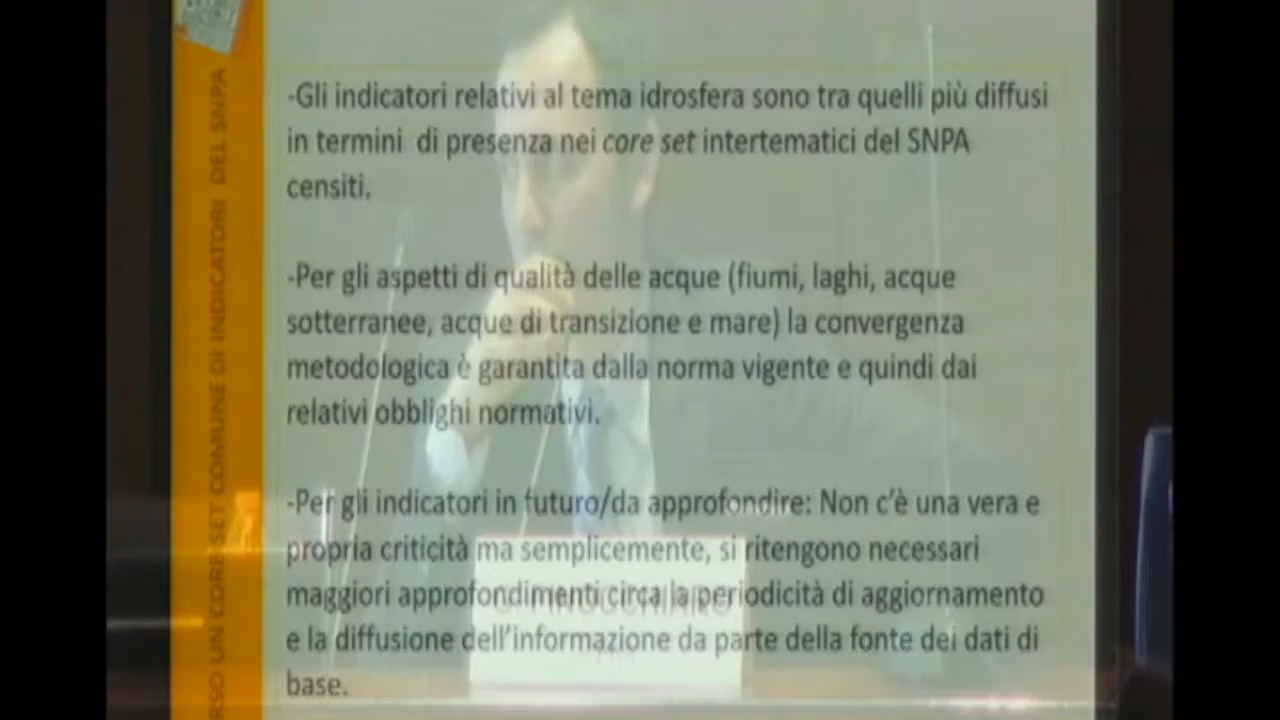 -Gli indicatori relativi al tema idrosfera sono tra quelli più diffusi
in termini di presenza nei core set intertematici del SNPA
censiti.
-Per gli aspetti di qualità delle acque (fiumi, laghi, acque
sotterranee, acque di transizione e mare) la convergenza
metodologica è garantita dalla norma vigente e quindi dai
relativi obblighi normativi.
-Per gli indicatori in futuro/da approfondire: Non c'è una vera e
propria criticità ma semplicemente, si ritengono necessari
maggiori approfondimenti circa la periodicità di aggiornamento
e la diffusione dell'informazione da parte della fonte dei dati di
base.
UN CORE SET COMUNE DI INDICATORI DEL SNPA